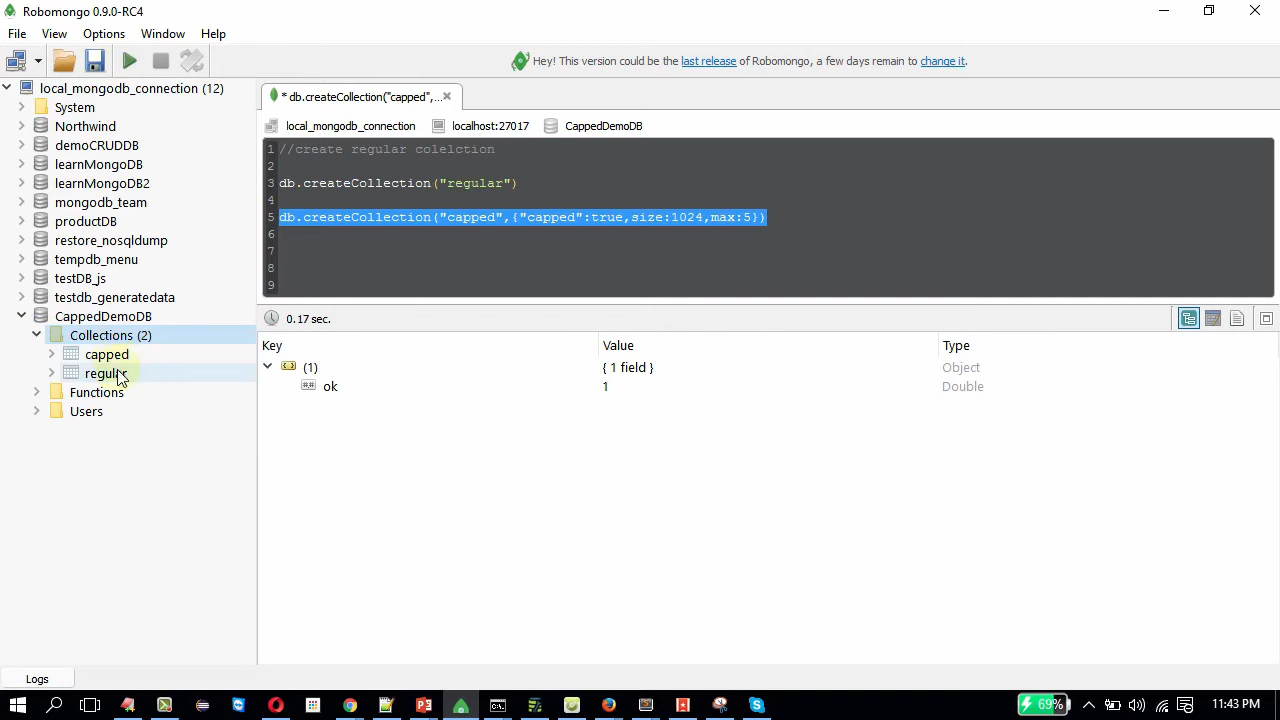 Robomongo 0.9.0-RC4
File View Options Window Help
Hey! This version could be the last release of Robomongo, a few days remain to change it.
local_mongodb_connection (12)
System
Northwind
demoCRUDDB
learnMongoDB
learnMongoDB2
mongodb_team
productDB
restore_nosqldump
tempdb_menu
testDB_js
testdb_generatedata
CappedDemoDB
Collections (2)
capped
regular
Functions
Users
* db.createCollection("capped",...
local_mongodb_connection localhost:27017 CappedDemoDB
1 //create regular colelction
2
3 db.createCollection("regular")
4
5 db.createCollection("capped",{"capped":true,size:1024,max:5})
6
7
8
9
0.17 sec.
Key Value Type
(1) { 1 field } Object
ok 1 Double
Logs
69%
11:43 PM